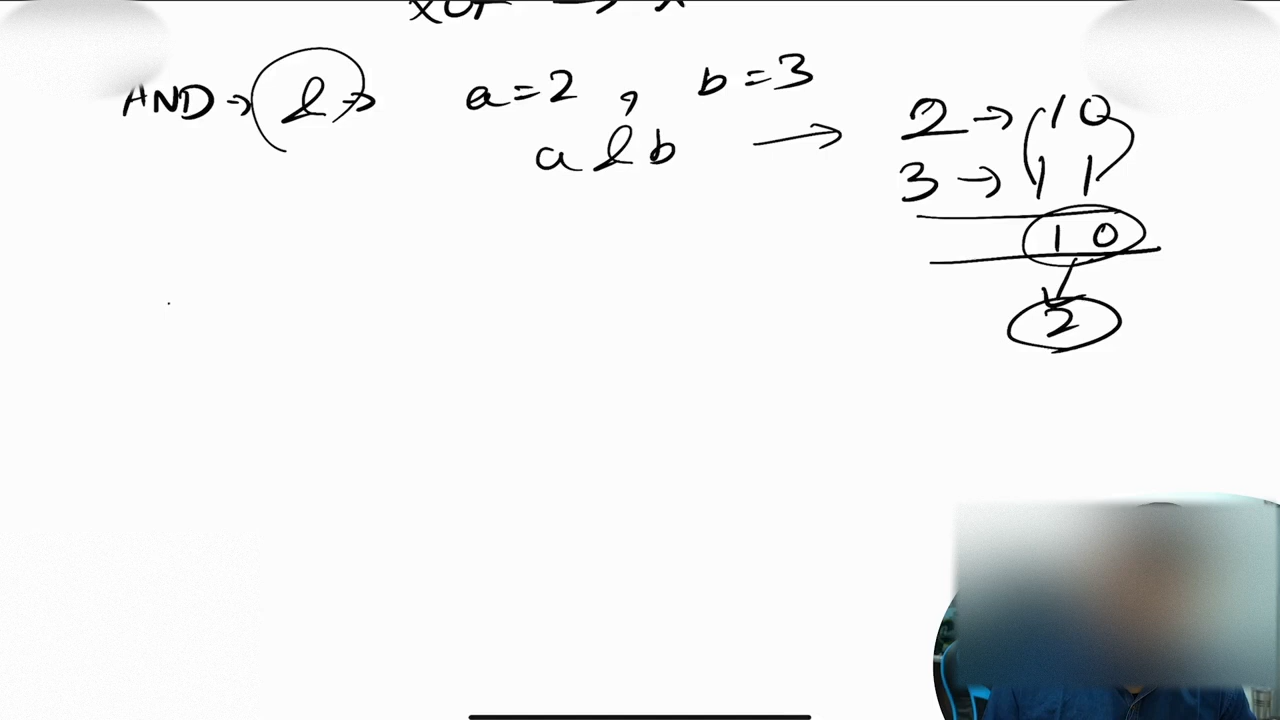 AND → & → a = 2 , b = 3
a & b → 2 → 1 0
3 → 1 1
1 0
2